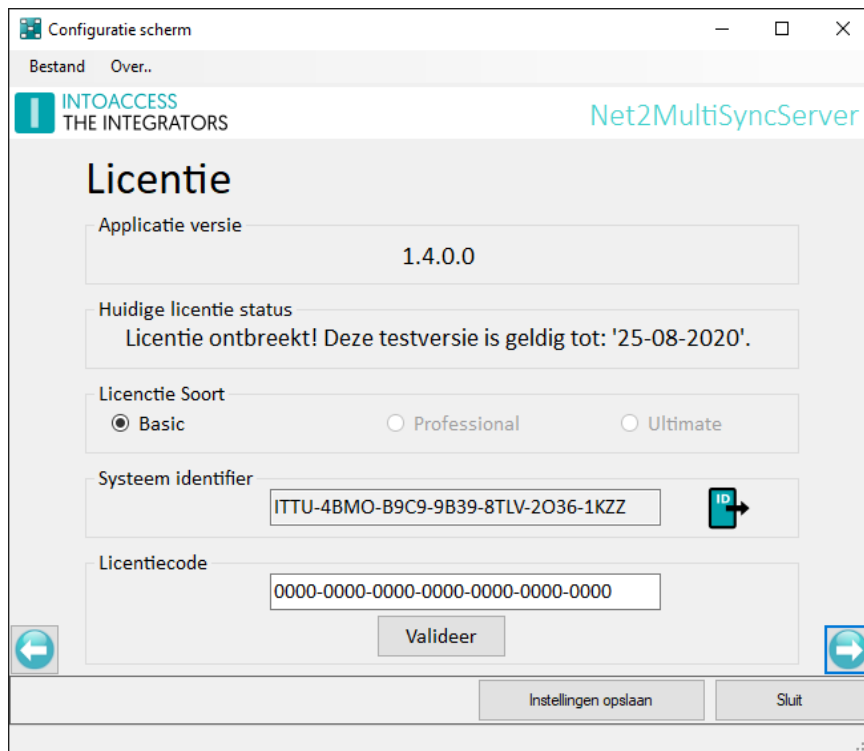 Configuratie scherm
Bestand Over..
INTOACCESS
THE INTEGRATORS
Net2MultiSyncServer
Licentie
Applicatie versie
1.4.0.0
Huidige licentie status
Licentie ontbreekt! Deze testversie is geldig tot: '25-08-2020'.
Licenctie Soort
Basic Professional Ultimate
Systeem identifier
ITTU-4BMO-B9C9-9B39-8TLV-2O36-1KZZ
ID
Licentiecode
0000-0000-0000-0000-0000-0000-0000
Valideer
Instellingen opslaan Sluit